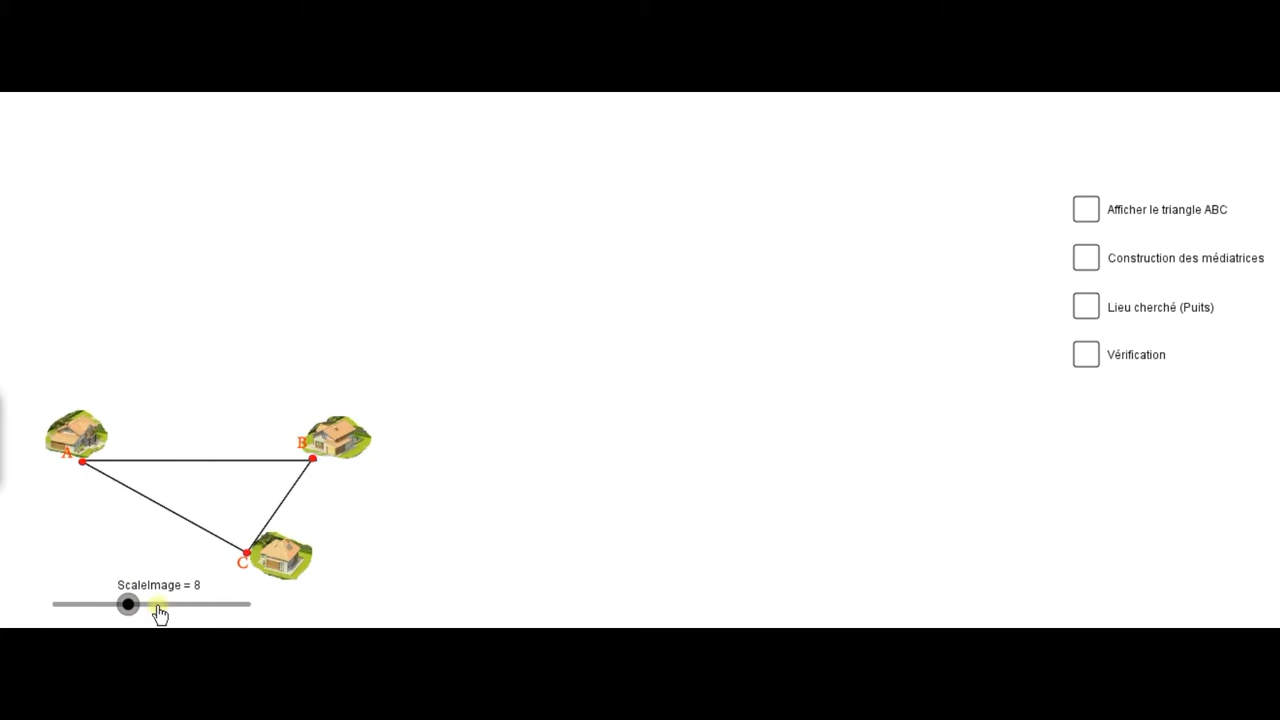 Afficher le triangle ABC
Construction des médiatrices
Lieu cherché (Puits)
Vérification
A
B
C
ScaleImage = 8